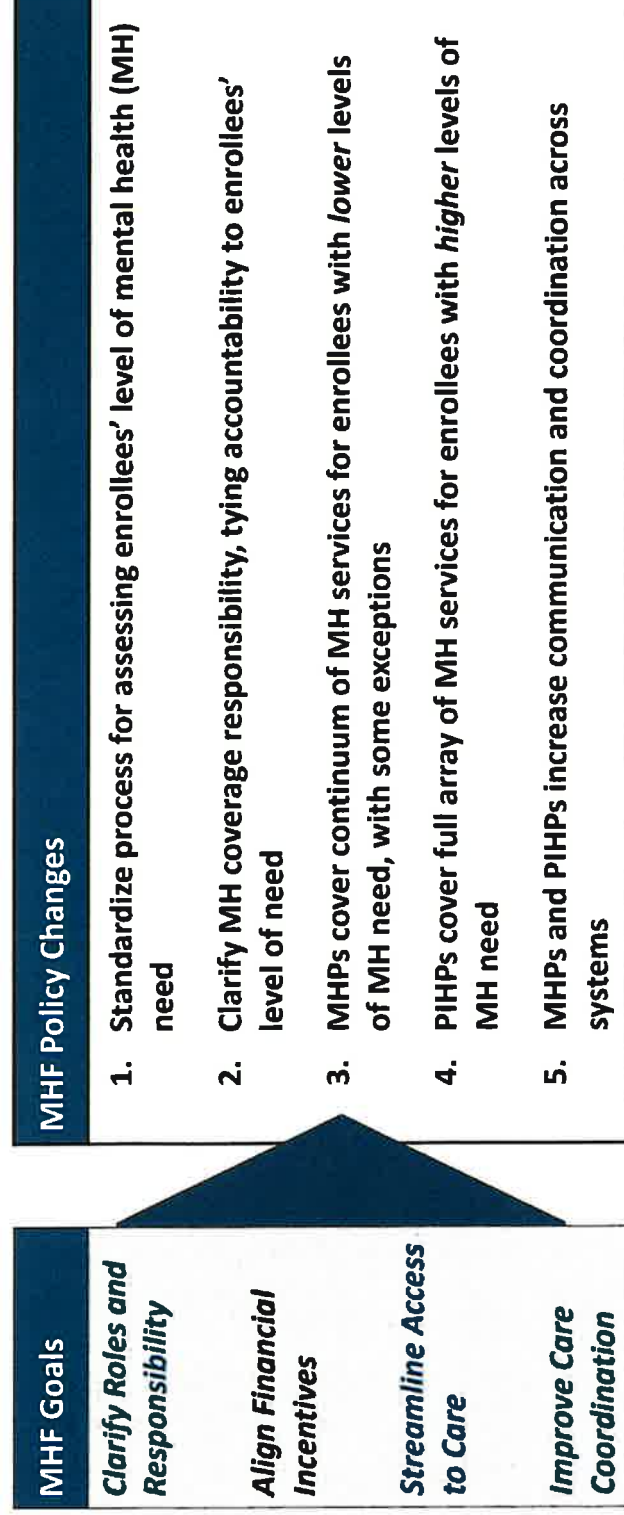 MHF Goals
Clarify Roles and
Responsibility
Align Financial
Incentives
Streamline Access
to Care
Improve Care
Coordination
MHF Policy Changes
1. Standardize process for assessing enrollees' level of mental health (MH)
need
2. Clarify MH coverage responsibility, tying accountability to enrollees'
level of need
3. MHPs cover continuum of MH services for enrollees with lower levels
of MH need, with some exceptions
4. PIHPs cover full array of MH services for enrollees with higher levels of
MH need
5. MHPs and PIHPs increase communication and coordination across
systems